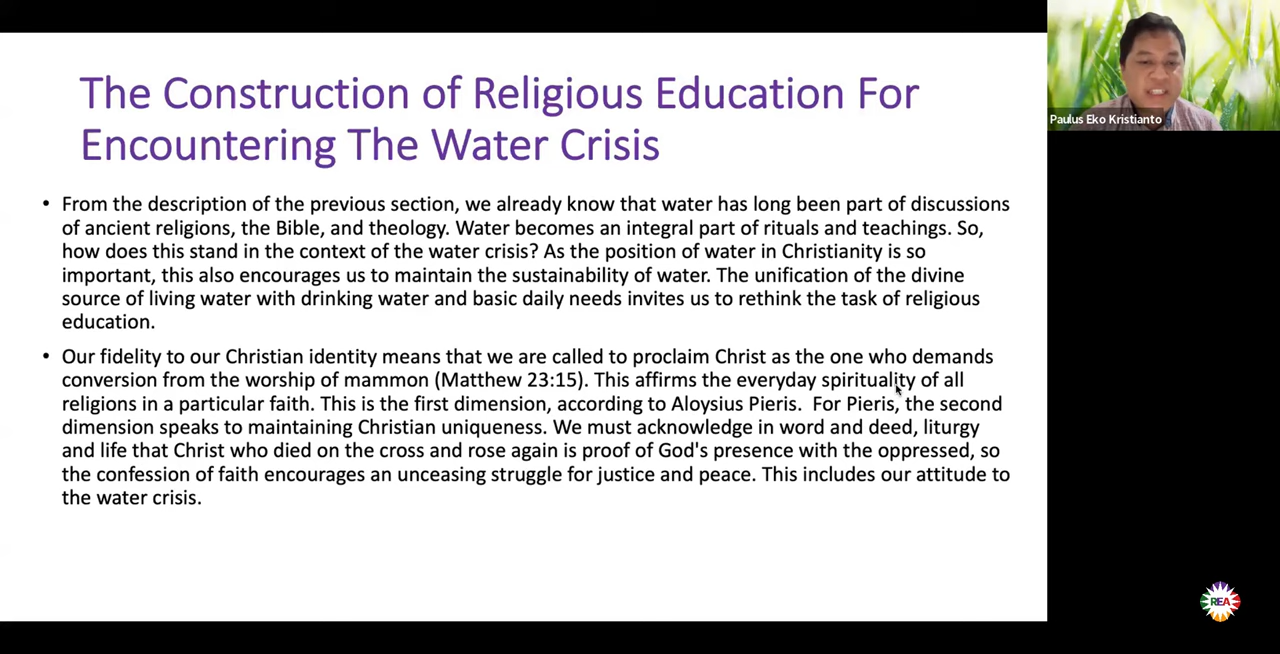 The Construction of Religious Education For
Encountering The Water Crisis
Paulus Eko Kristianto
• From the description of the previous section, we already know that water has long been part of discussions
of ancient religions, the Bible, and theology. Water becomes an integral part of rituals and teachings. So,
how does this stand in the context of the water crisis? As the position of water in Christianity is so
important, this also encourages us to maintain the sustainability of water. The unification of the divine
source of living water with drinking water and basic daily needs invites us to rethink the task of religious
education.
• Our fidelity to our Christian identity means that we are called to proclaim Christ as the one who demands
conversion from the worship of mammon (Matthew 23:15). This affirms the everyday spirituality of all
religions in a particular faith. This is the first dimension, according to Aloysius Pieris.  For Pieris, the second
dimension speaks to maintaining Christian uniqueness. We must acknowledge in word and deed, liturgy
and life that Christ who died on the cross and rose again is proof of God's presence with the oppressed, so
the confession of faith encourages an unceasing struggle for justice and peace. This includes our attitude to
the water crisis.
REA